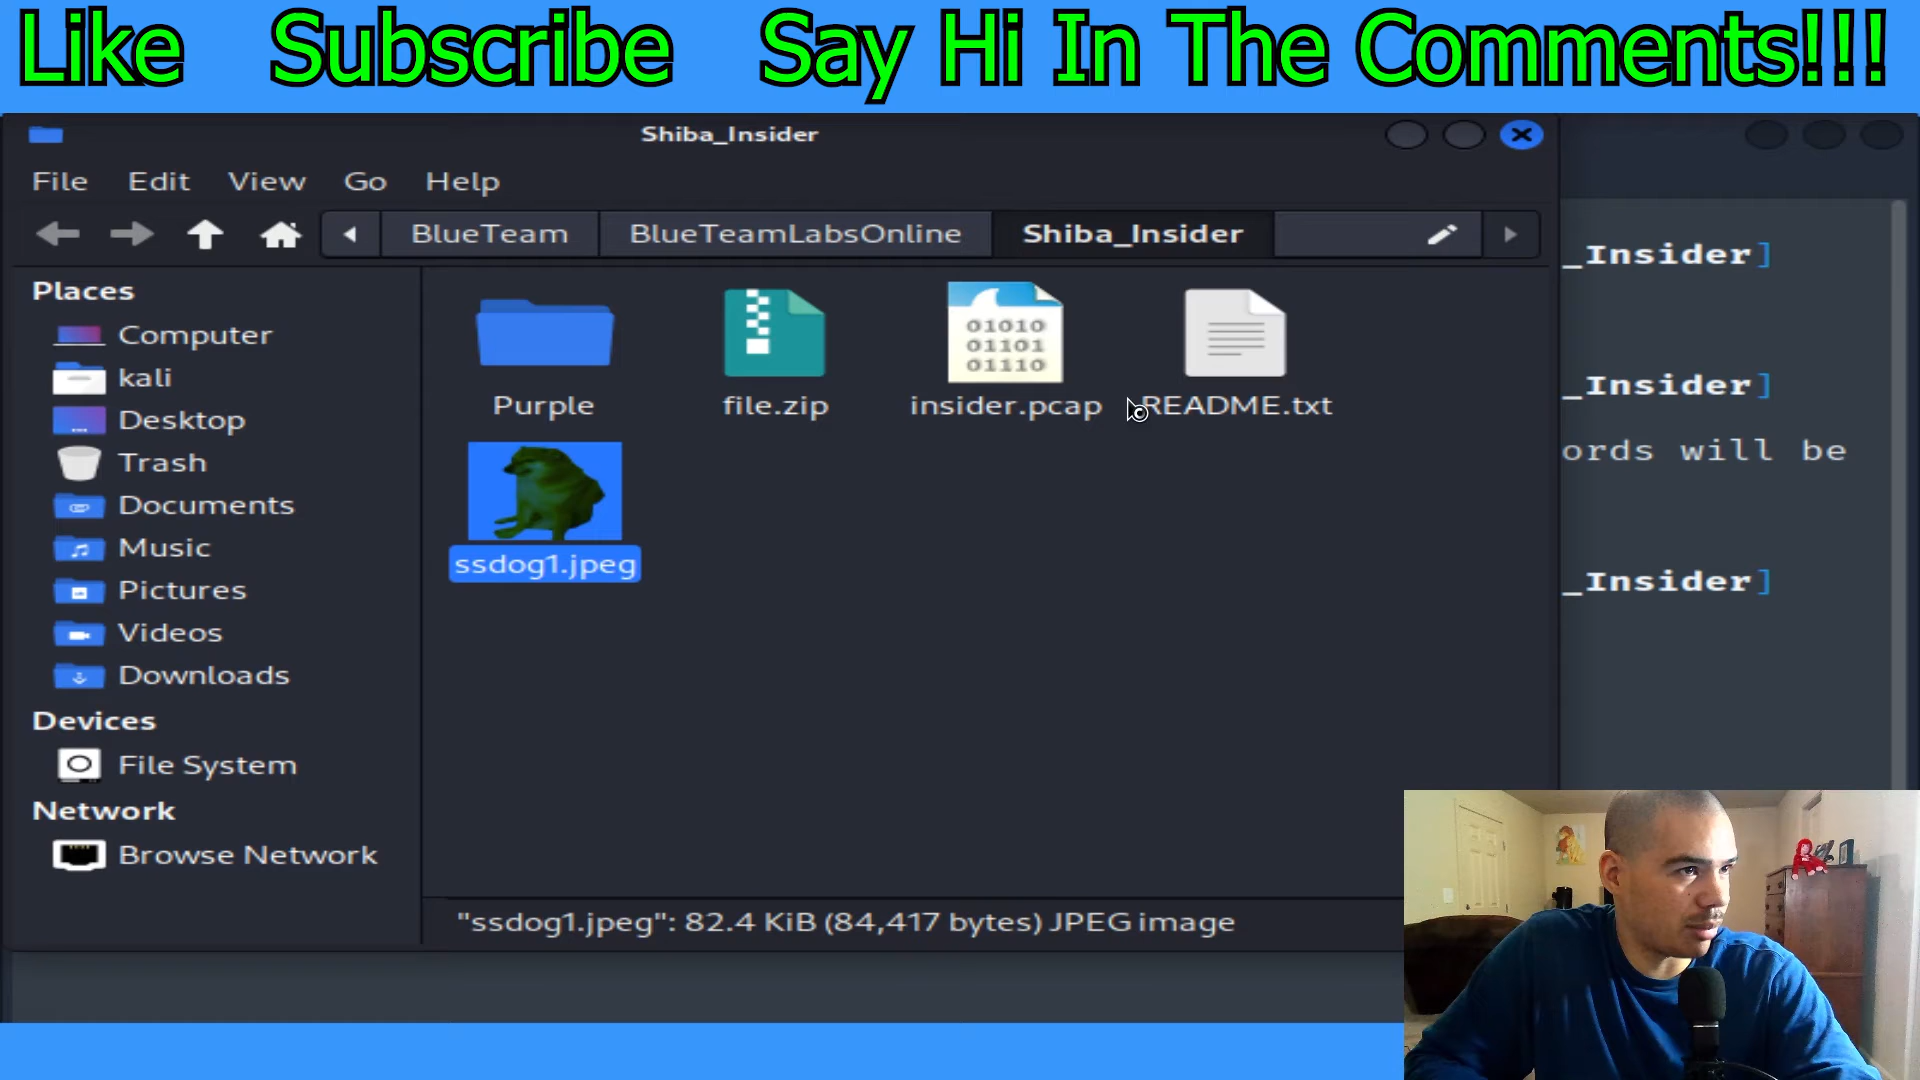 Like Subscribe Say Hi In The Comments!!!
Shiba_Insider
File Edit View Go Help
BlueTeam BlueTeamLabsOnline Shiba_Insider
Places
Computer
kali
Desktop
Trash
Documents
Music
Pictures
Videos
Downloads
Devices
File System
Network
Browse Network
01010
01101
01110
Purple file.zip insider.pcap README.txt
ssdog1.jpeg
"ssdog1.jpeg": 82.4 KiB (84,417 bytes) JPEG image
_Insider]
_Insider]
ords will be
_Insider]